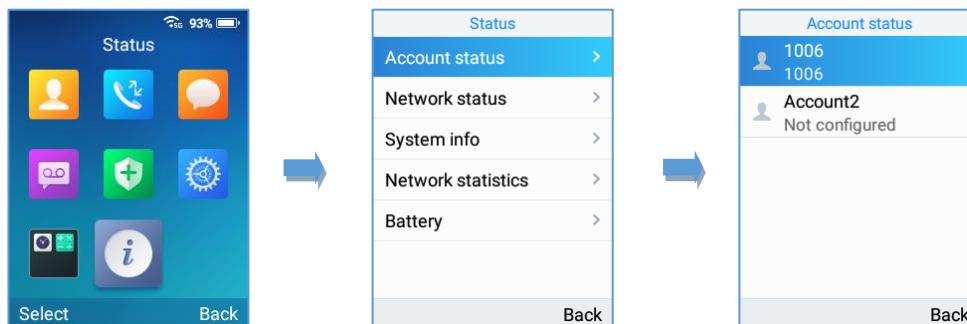 5G 93%
Status
Select Back
Status
Account status
Network status
System info
Network statistics
Battery
Back
Account status
1006
1006
Account2
Not configured
Back